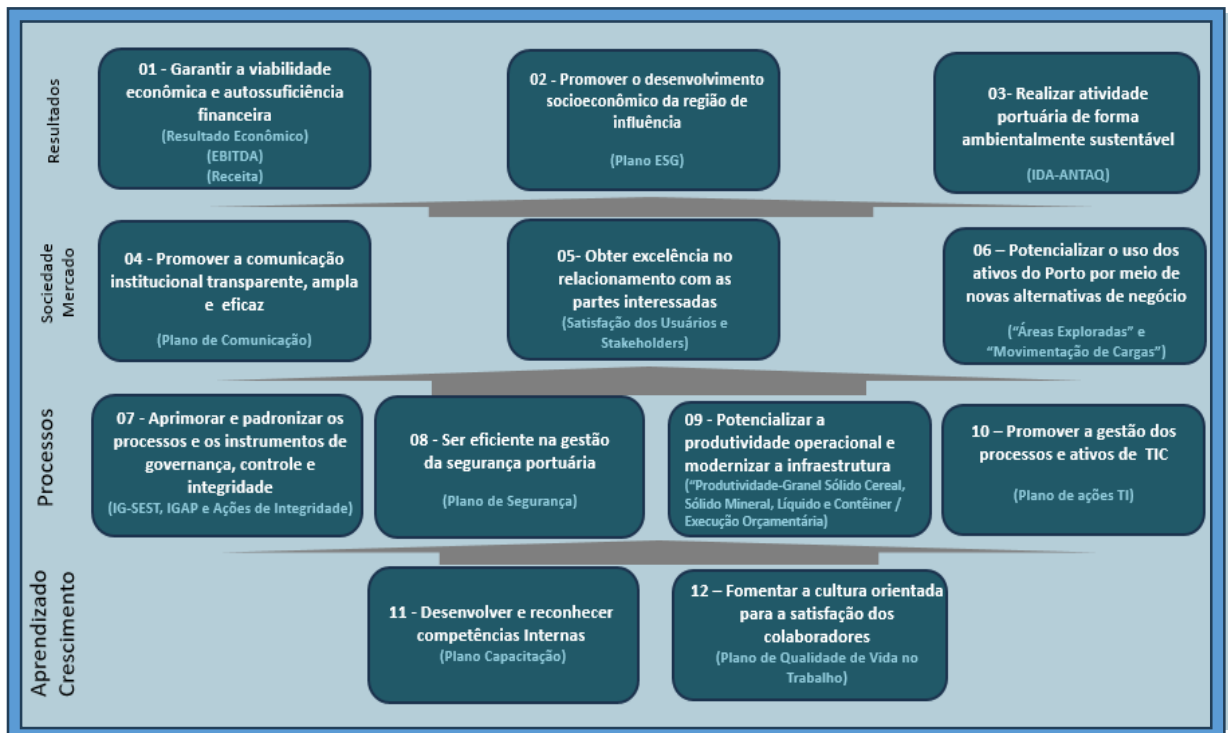 Resultados
01 - Garantir a viabilidade
econômica e autossuficiência
financeira
(Resultado Econômico)
(EBITDA)
(Receita)
02 - Promover o desenvolvimento
socioeconômico da região de
influência
(Plano ESG)
03- Realizar atividade
portuária de forma
ambientalmente sustentável
(IDA-ANTAQ)
Sociedade
Mercado
04 - Promover a comunicação
institucional transparente, ampla
e eficaz
(Plano de Comunicação)
05- Obter excelência no
relacionamento com as
partes interessadas
(Satisfação dos Usuários e
Stakeholders)
06 – Potencializar o uso dos
ativos do Porto por meio de
novas alternativas de negócio
(“Áreas Exploradas” e
“Movimentação de Cargas”)
Processos
07 - Aprimorar e padronizar os
processos e os instrumentos de
governança, controle e
integridade
(IG-SEST, IGAP e Ações de Integridade)
08 - Ser eficiente na gestão
da segurança portuária
(Plano de Segurança)
09 - Potencializar a
produtividade operacional e
modernizar a infraestrutura
(“Produtividade-Granel Sólido Cereal,
Sólido Mineral, Líquido e Contêiner /
Execução Orçamentária)
10 – Promover a gestão dos
processos e ativos de TIC
(Plano de ações TI)
Aprendizado
Crescimento
11 - Desenvolver e reconhecer
competências Internas
(Plano Capacitação)
12 – Fomentar a cultura orientada
para a satisfação dos
colaboradores
(Plano de Qualidade de Vida no
Trabalho)